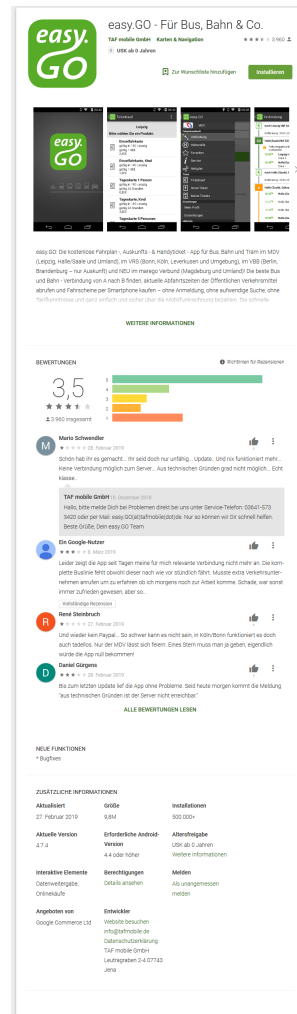 easy.GO - Für Bus, Bahn & Co.
TAF mobile GmbH Karten & Navigation 3.960
USK ab 0 Jahren
Zur Wunschliste hinzufügen Installieren
easy.GO: Die kostenlose Fahrplan-, Auskunfts - & Handyticket - App für Bus, Bahn und Tram im MDV
(Leipzig, Halle/Saale und Umland), im VRS (Bonn, Köln, Leverkusen und Umgebung), im VBB (Berlin,
Brandenburg – nur Auskunft) und NEU im marego Verbund (Magdeburg und Umland)! Die beste Bus
und Bahn - Verbindung von A nach B finden, aktuelle Abfahrtszeiten der Öffentlichen Verkehrsmittel
abrufen und Fahrscheine per Smartphone kaufen – ohne Anmeldung, ohne aufwendige Suche, ohne
Tarifkenntnisse und ganz einfach und sicher über die Mobilfunkrechnung bezahlen. Die schnelle
WEITERE INFORMATIONEN
BEWERTUNGEN
Richtlinien für Rezensionen
3,5
3.960 insgesamt
5
4
3
2
1
Mario Schwendler
28. Februar 2019
Schön hab ihr es gemacht... Ihr seid doch nur unfähig... Update.. Und nix funktioniert mehr...
Keine Verbindung möglich zum Server... Aus technischen Gründen grad nicht möglich... Echt
klasse..
TAF mobile GmbH 15. Dezember 2018
Hallo, bitte melde Dich bei Problemen direkt bei uns unter Service-Telefon: 03641-573
3420 oder per Mail: easy.GO(at)tafmobile(dot)de. Nur so können wir Dir schnell helfen.
Beste Grüße, Dein easy.GO Team
Ein Google-Nutzer
8. März 2019
Leider zeigt die App seit Tagen meine für mich relevante Verbindung nicht mehr an. Die kom-
plette Buslinie fehlt obwohl dieser nach wie vor stündlich fährt. Musste extra Verkehrsunter-
nehmen anrufen um zu erfahren ob ich morgens noch zur Arbeit komme. Schade, war sonst
immer zufrieden gewesen, aber so..
Vollständige Rezension
René Steinbruch
27. Februar 2019
Und wieder kein Paypal... So schwer kann es nicht sein, in Köln/Bonn funktioniert es doch
auch tadellos. Nur der MDV lässt sich feiern. Eines Stern muss man ja geben, eigendlich
würde die App null bekommen!
Daniel Gürgens
28. Februar 2019
Bis zum letzten Update lief die App ohne Probleme. Seid heute morgen kommt die Meldung
"aus technischen Gründen ist der Server nicht erreichbar."
ALLE BEWERTUNGEN LESEN
NEUE FUNKTIONEN
* Bugfixes
ZUSÄTZLICHE INFORMATIONEN
Aktualisiert
27. Februar 2019
Größe
9,8M
Installationen
500.000+
Aktuelle Version
4.7.4
Erforderliche Android-
Version
4.4 oder höher
Altersfreigabe
USK ab 0 Jahren
Weitere Informationen
Interaktive Elemente
Datenweitergabe,
Onlinekäufe
Berechtigungen
Details ansehen
Melden
Als unangemessen
melden
Angeboten von
Google Commerce Ltd
Entwickler
Website besuchen
info@tafmobile.de
Datenschutzerklärung
TAF mobile GmbH
Leutragraben 2-4 07743
Jena